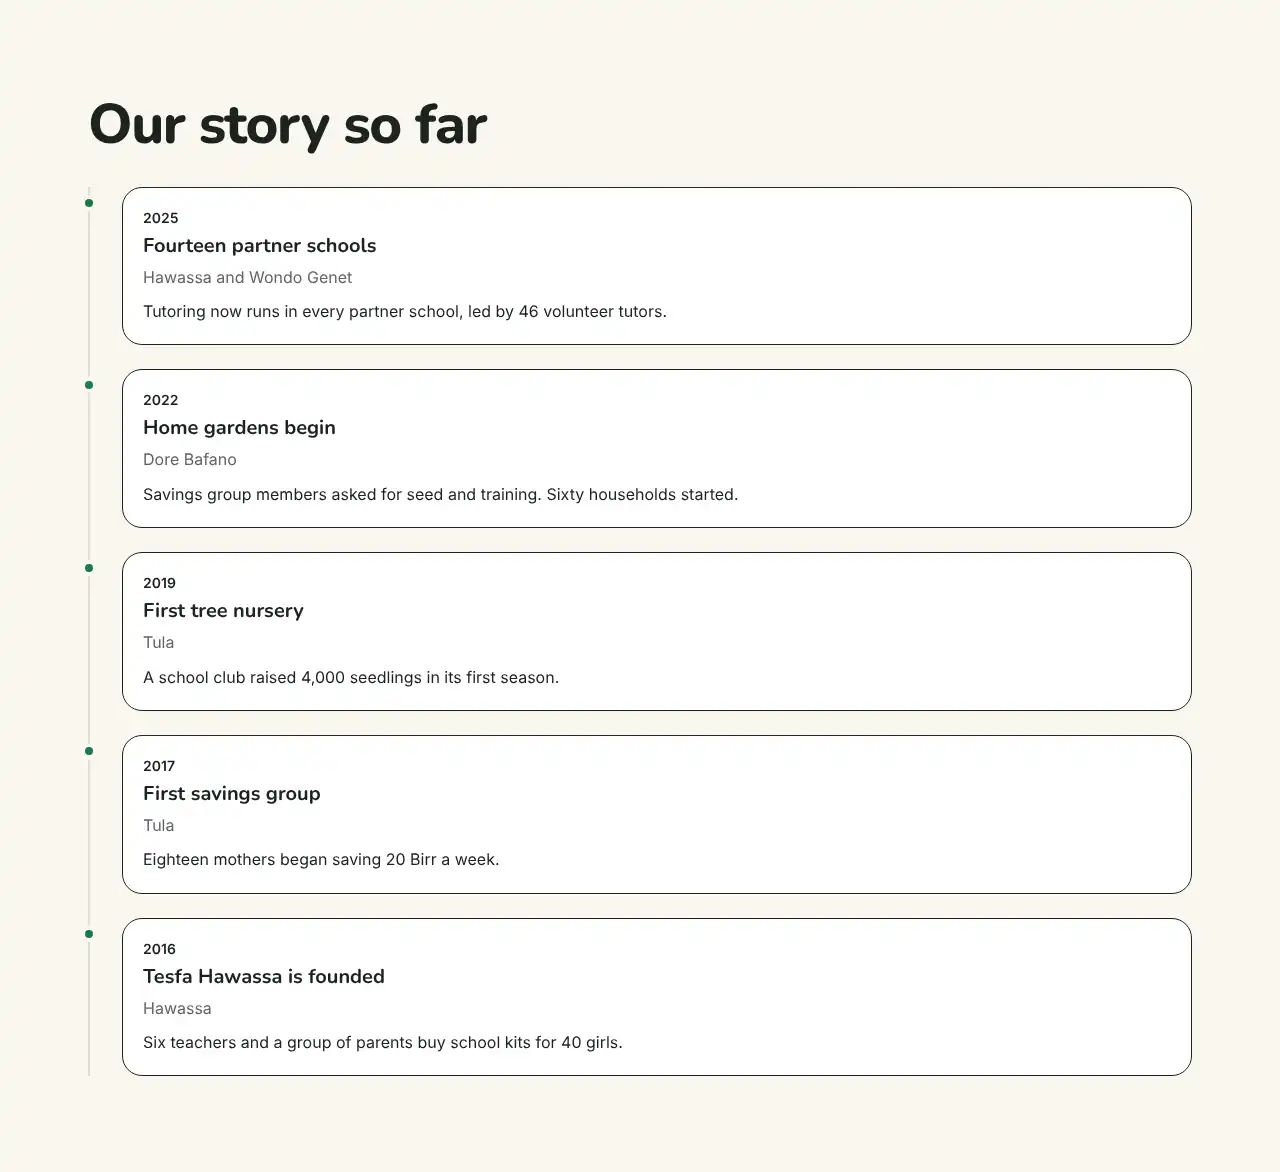 Our story so far
2025
Fourteen partner schools
Hawassa and Wondo Genet
Tutoring now runs in every partner school, led by 46 volunteer tutors.
2022
Home gardens begin
Dore Bafano
Savings group members asked for seed and training. Sixty households started.
2019
First tree nursery
Tula
A school club raised 4,000 seedlings in its first season.
2017
First savings group
Tula
Eighteen mothers began saving 20 Birr a week.
2016
Tesfa Hawassa is founded
Hawassa
Six teachers and a group of parents buy school kits for 40 girls.